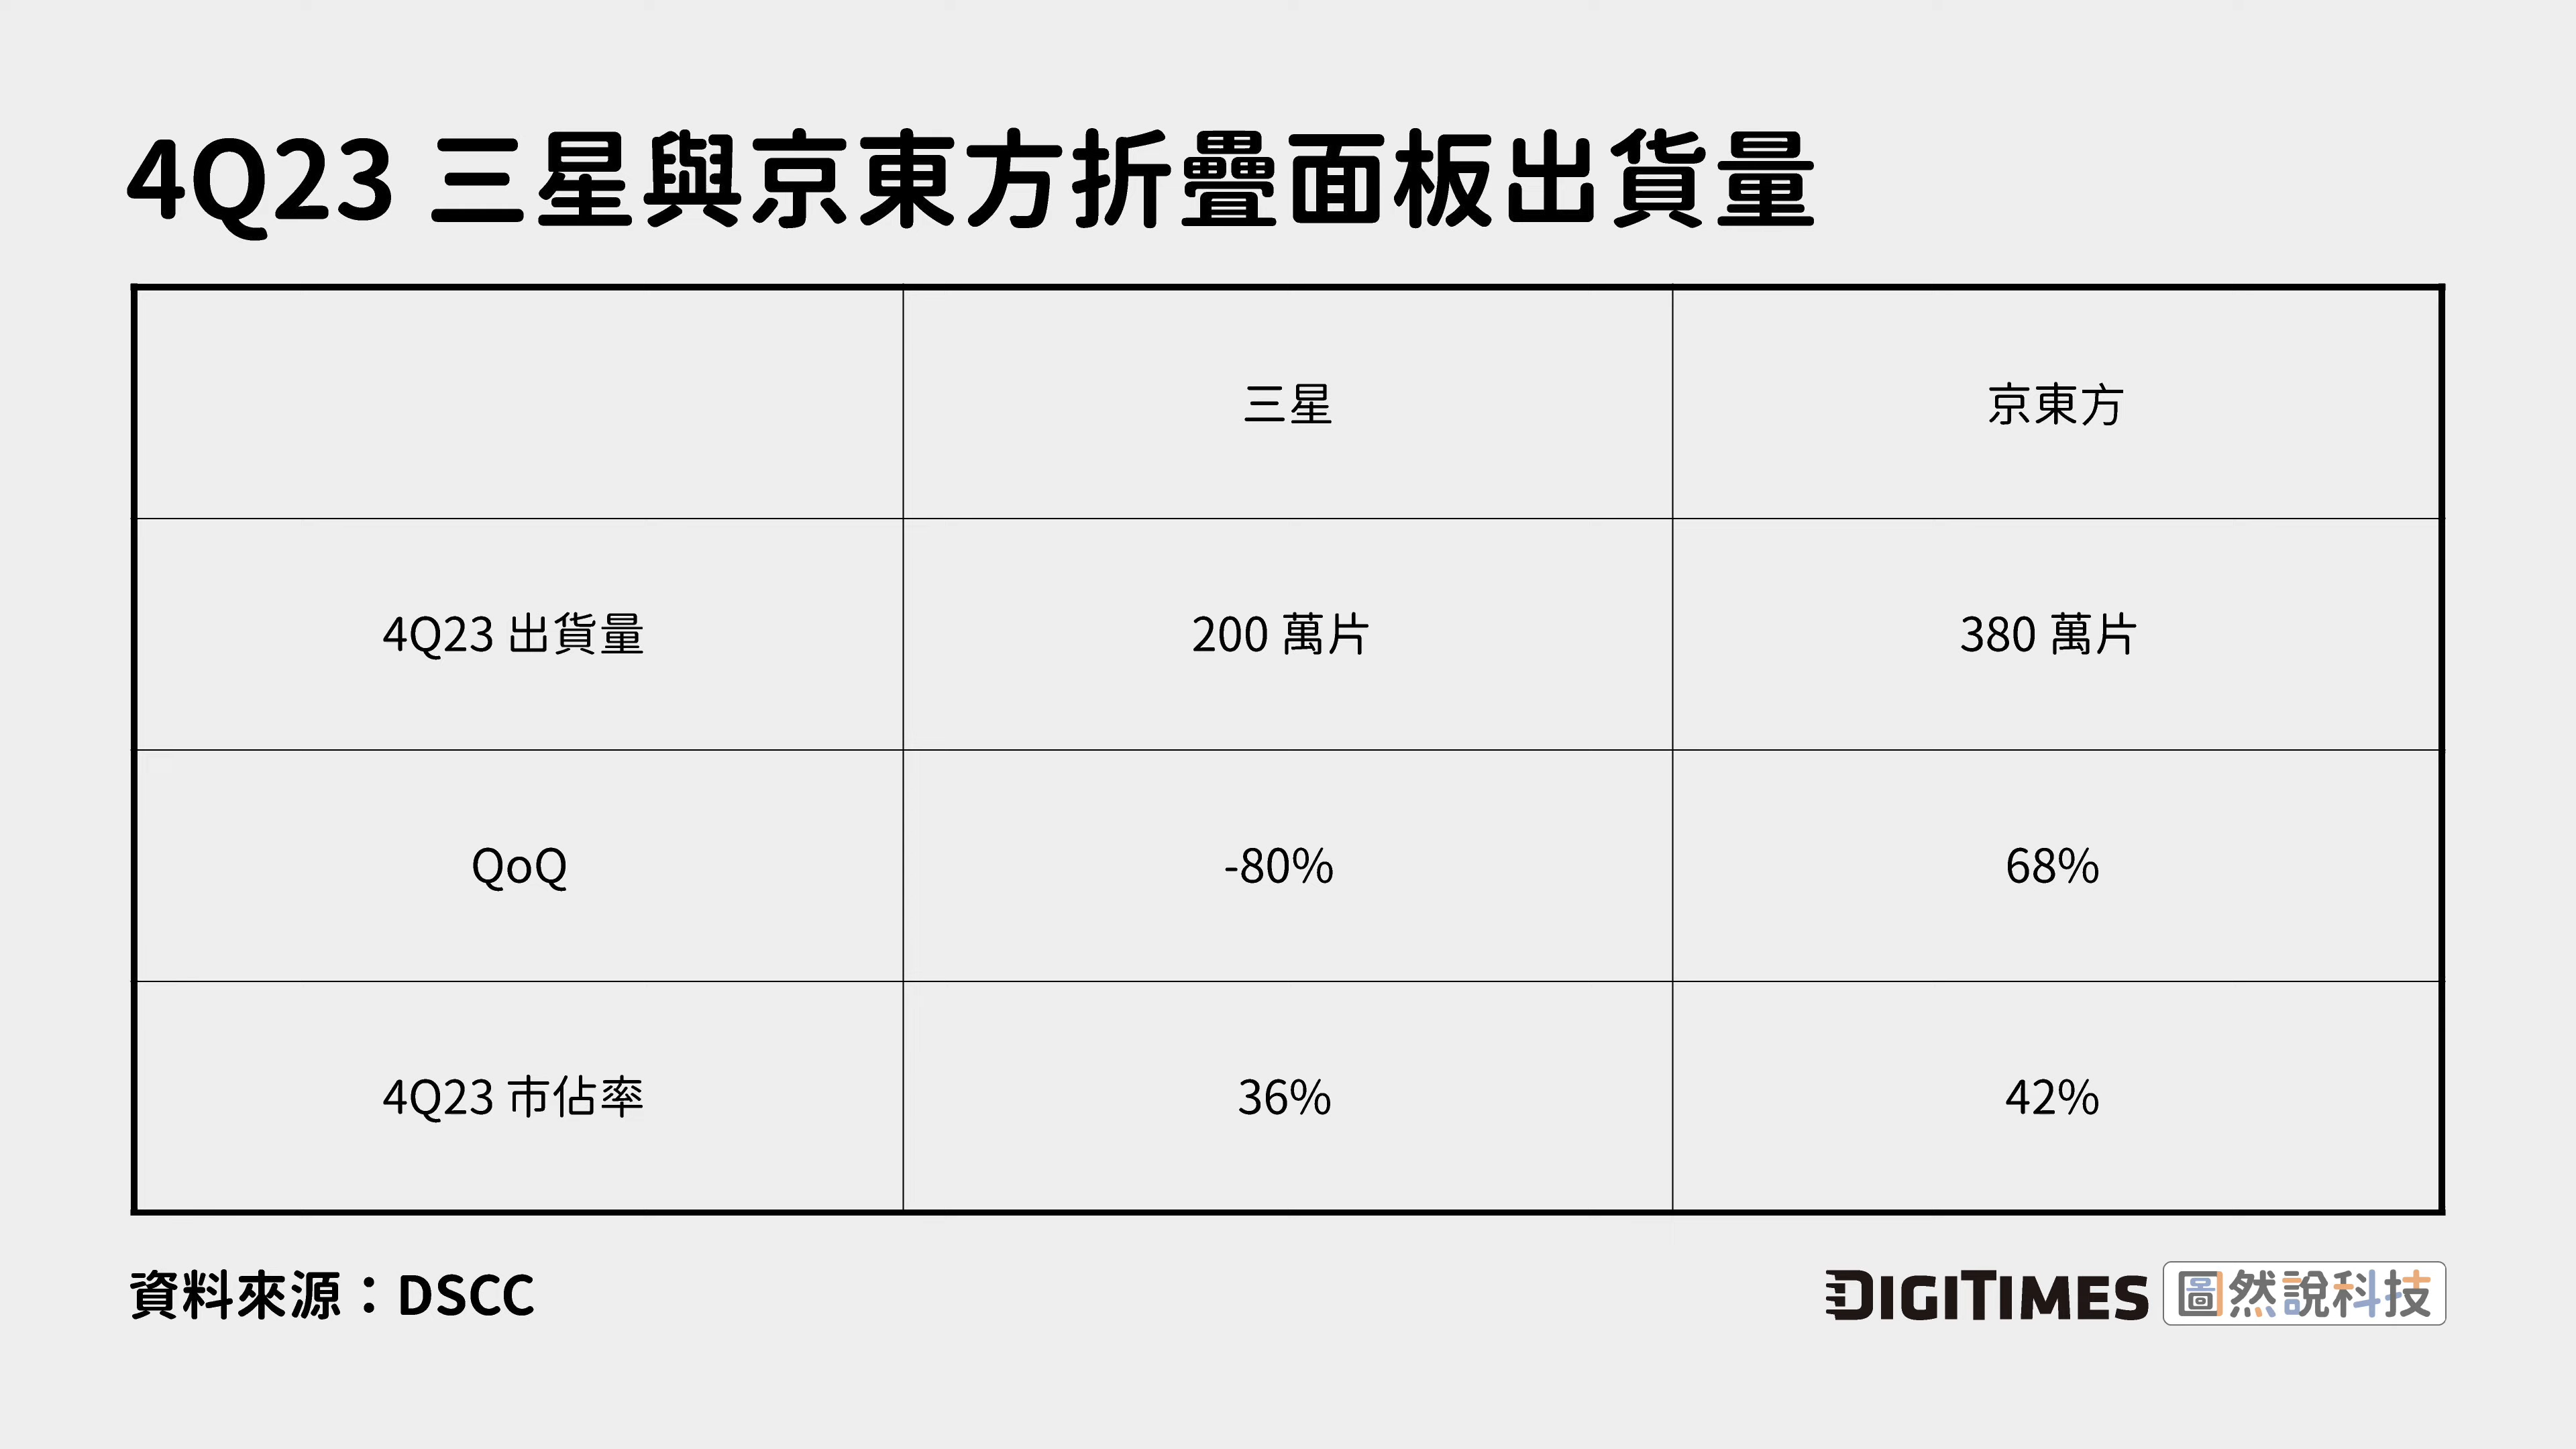 4Q23 三星與京東方折疊面板出貨量
三星 京東方
4Q23 出貨量 200 萬片 380 萬片
QoQ -80% 68%
4Q23 市佔率 36% 42%
資料來源：DSCC
DIGITIMES 圖然說科技